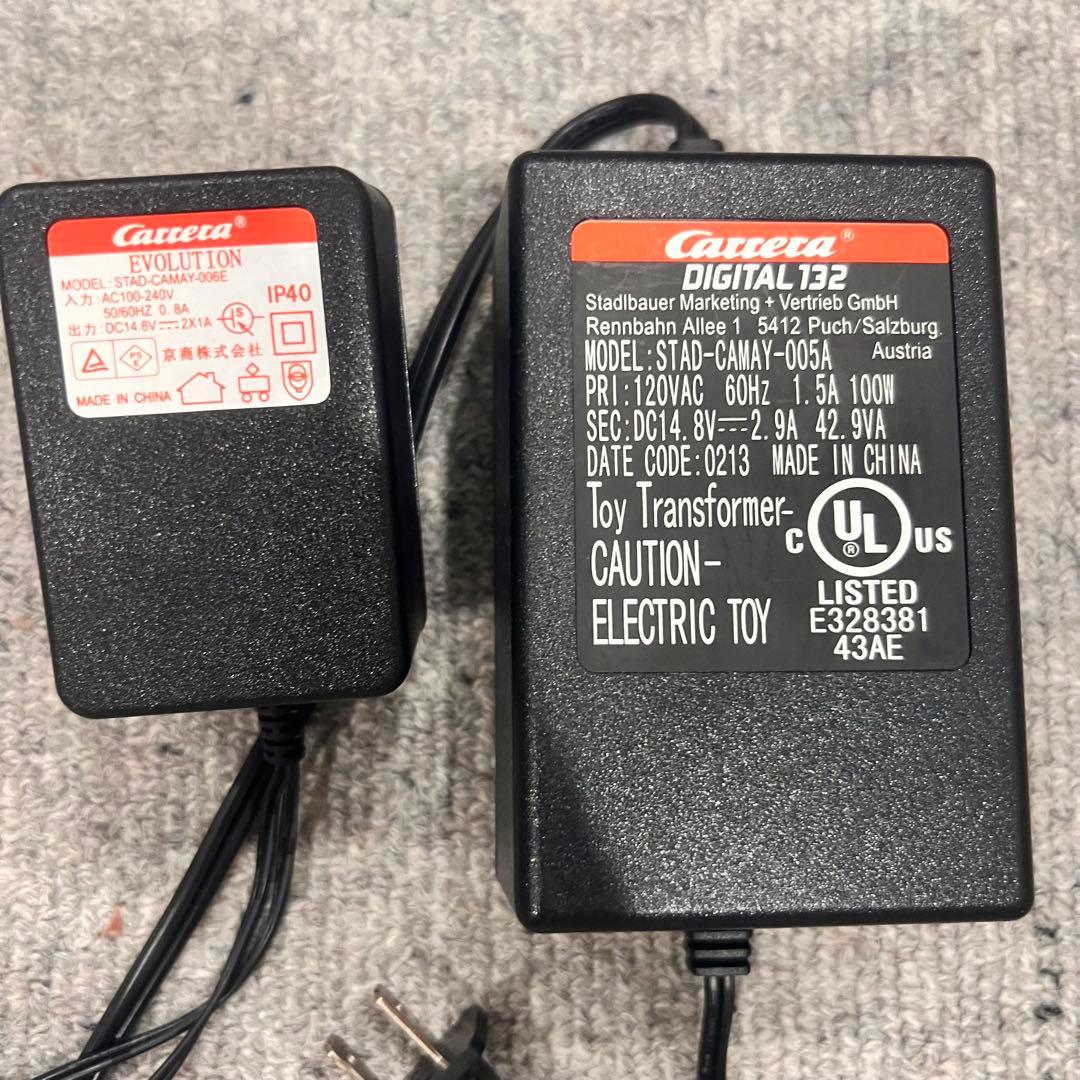 Carrera®
EVOLUTION
MODEL: STAD-CAMAY-006E
入力: AC100-240V
50/60HZ 0.8A
出力: DC14.8V⎓2X1A
S
IP40
PS
E
京商株式会社
MADE IN CHINA
Carrera®
DIGITAL 132
Stadlbauer Marketing + Vertrieb GmbH
Rennbahn Allee 1 5412 Puch/Salzburg.
Austria
MODEL:STAD-CAMAY-005A
PRI:120VAC 60Hz 1.5A 100W
SEC:DC14.8V⎓2.9A 42.9VA
DATE CODE:0213 MADE IN CHINA
Toy Transformer-
CAUTION-
ELECTRIC TOY
C UL® US
LISTED
E328381
43AE